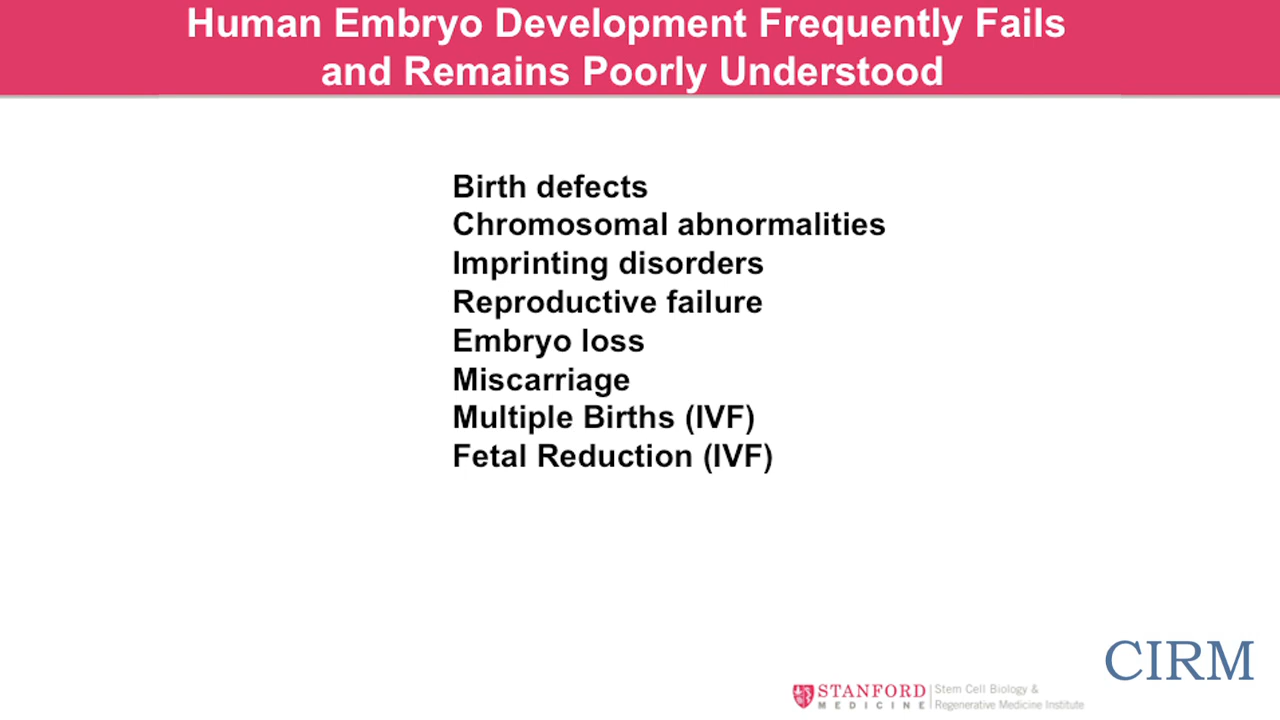 Human Embryo Development Frequently Fails
and Remains Poorly Understood
Birth defects
Chromosomal abnormalities
Imprinting disorders
Reproductive failure
Embryo loss
Miscarriage
Multiple Births (IVF)
Fetal Reduction (IVF)
CIRM
STANFORD
MEDICINE
Stem Cell Biology &
Regenerative Medicine Institute